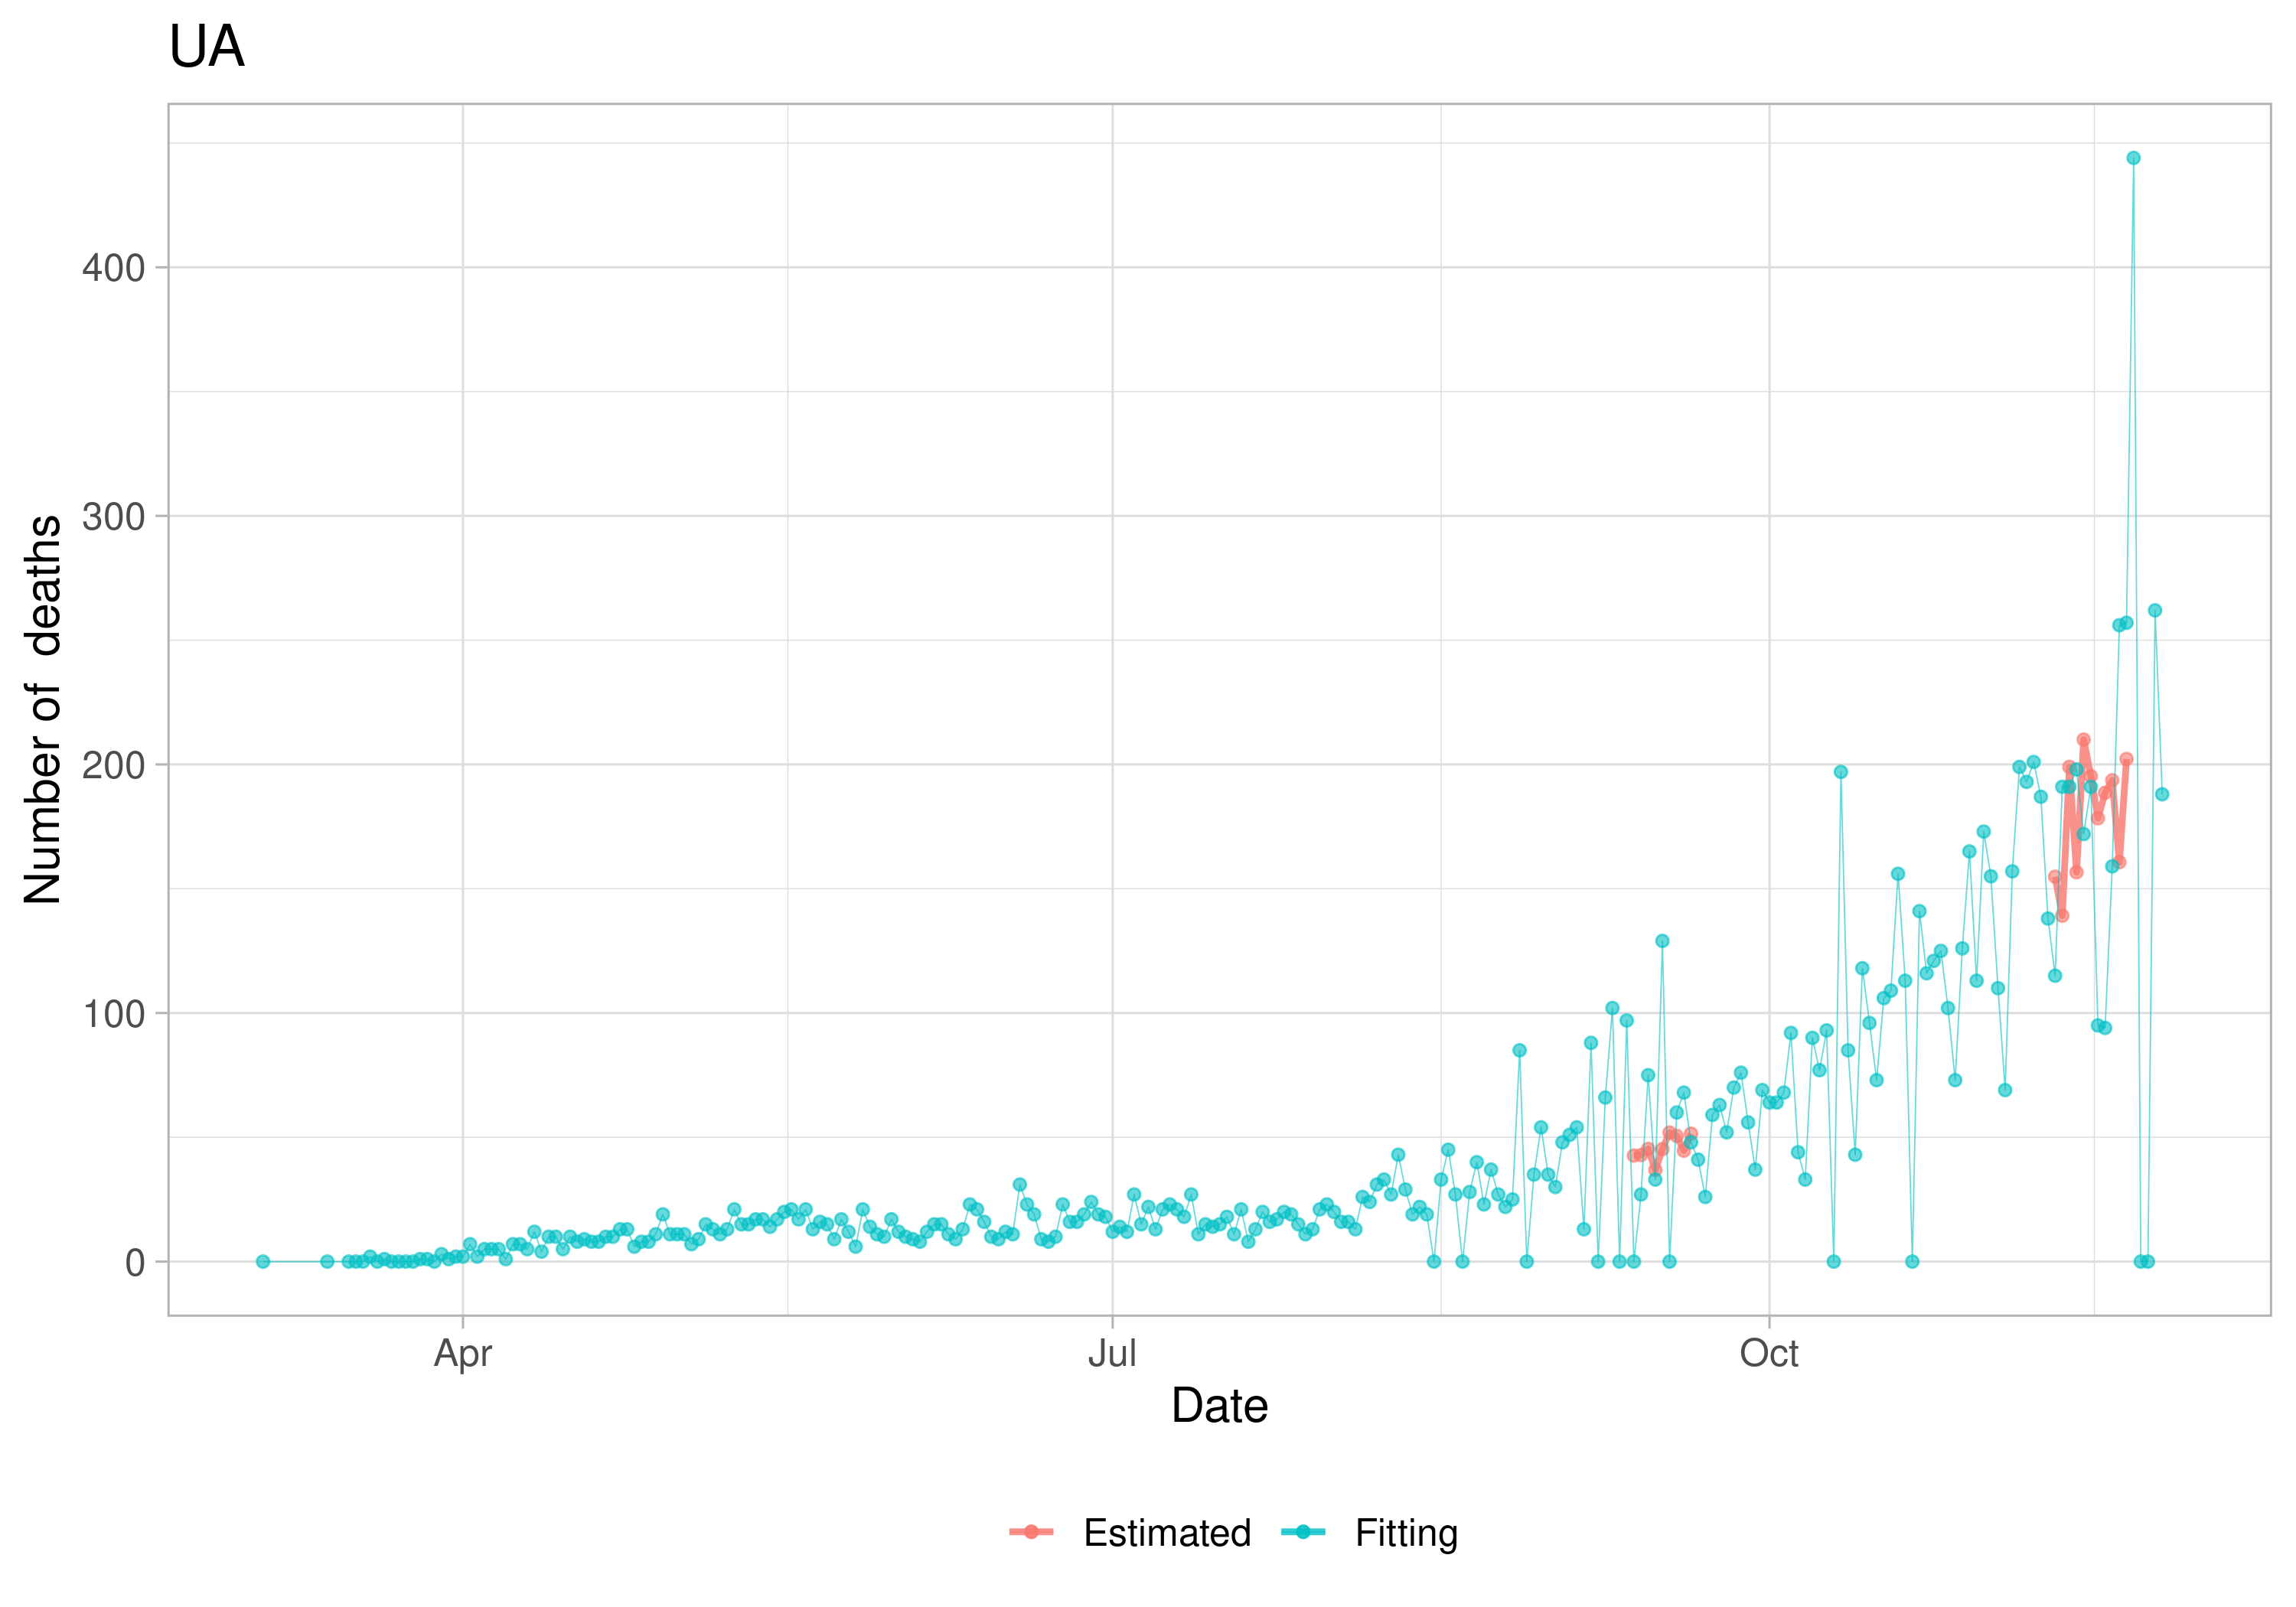 UA
Number of  deaths
400
300
200
100
0
Apr Jul Oct
Date
Estimated Fitting